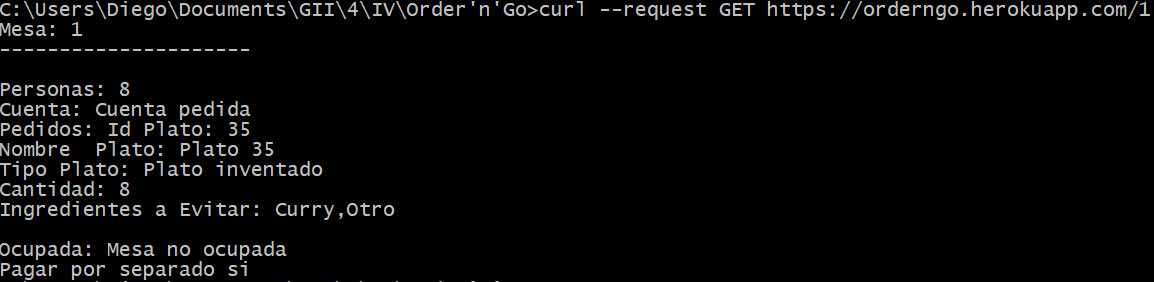 C:\Users\Diego\Documents\GII\4\IV\Order'n'Go>curl --request GET https://orderngo.herokuapp.com/1
Mesa: 1
---------------------
Personas: 8
Cuenta: Cuenta pedida
Pedidos: Id Plato: 35
Nombre  Plato: Plato 35
Tipo Plato: Plato inventado
Cantidad: 8
Ingredientes a Evitar: Curry,Otro
Ocupada: Mesa no ocupada
Pagar por separado si